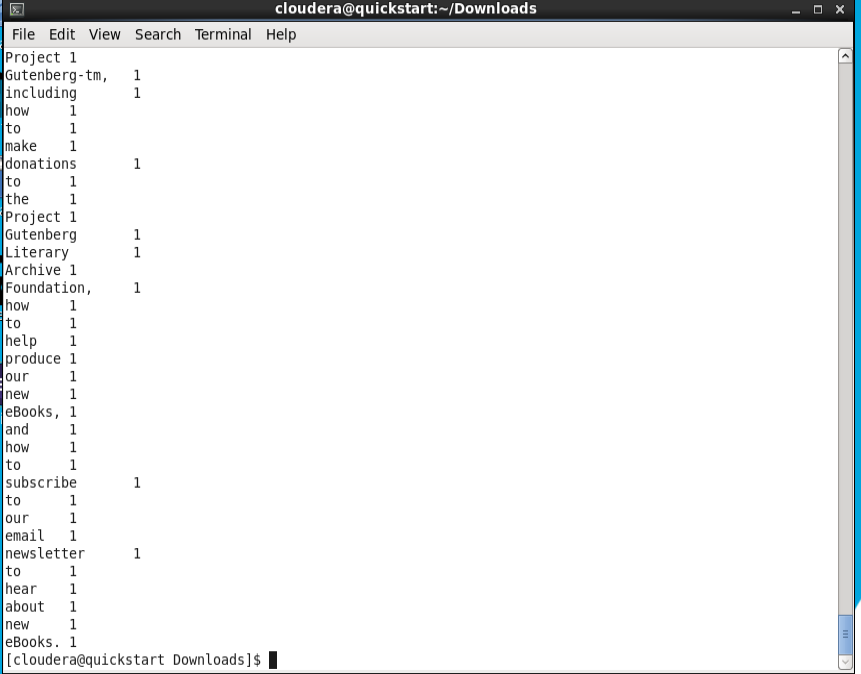 cloudera@quickstart:~/Downloads
File Edit View Search Terminal Help
Project 1
Gutenberg-tm, 1
including 1
how 1
to 1
make 1
donations 1
to 1
the 1
Project 1
Gutenberg 1
Literary 1
Archive 1
Foundation, 1
how 1
to 1
help 1
produce 1
our 1
new 1
eBooks, 1
and 1
how 1
to 1
subscribe 1
to 1
our 1
email 1
newsletter 1
to 1
hear 1
about 1
new 1
eBooks. 1
[cloudera@quickstart Downloads]$